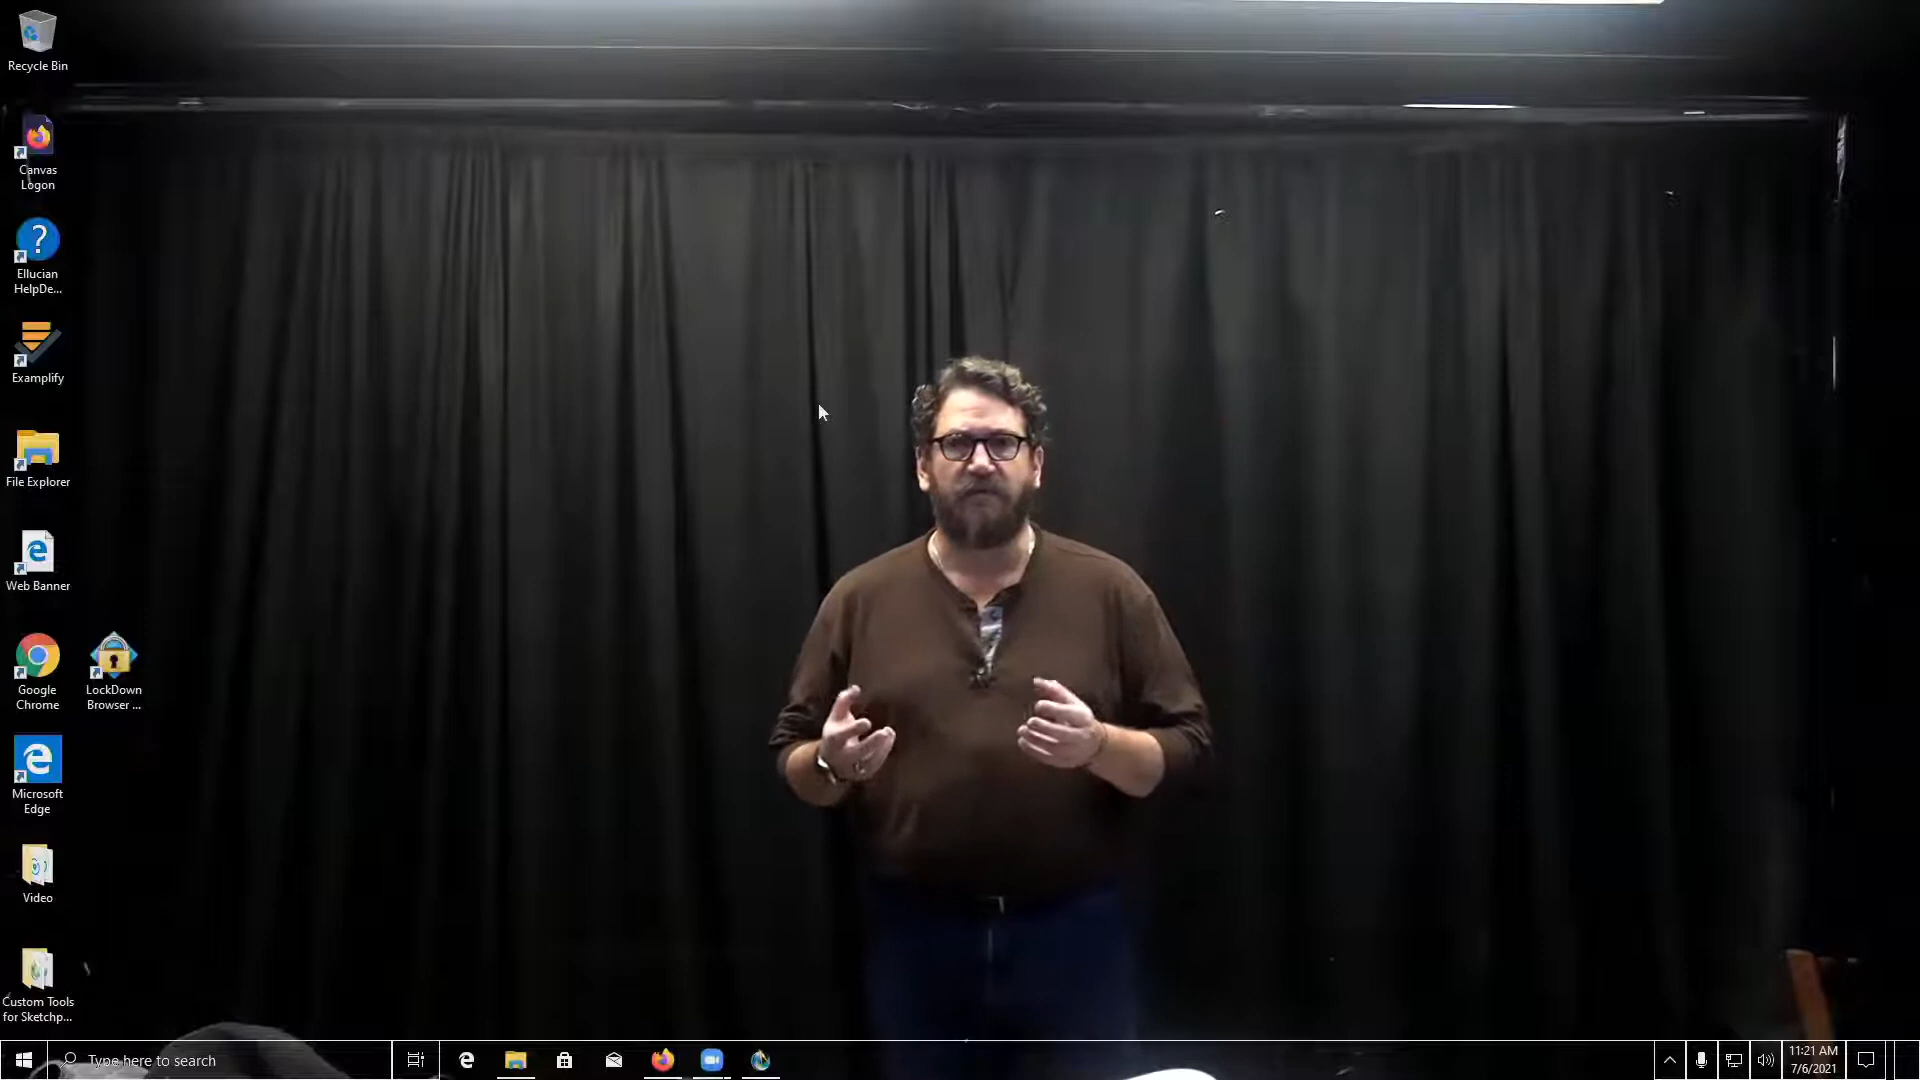 Recycle Bin
Canvas
Logon
Ellucian
HelpDe...
Examplify
File Explorer
Web Banner
Google
Chrome
LockDown
Browser ...
Microsoft
Edge
Video
Custom Tools
for Sketchp...
Type here to search
11:21 AM
7/6/2021